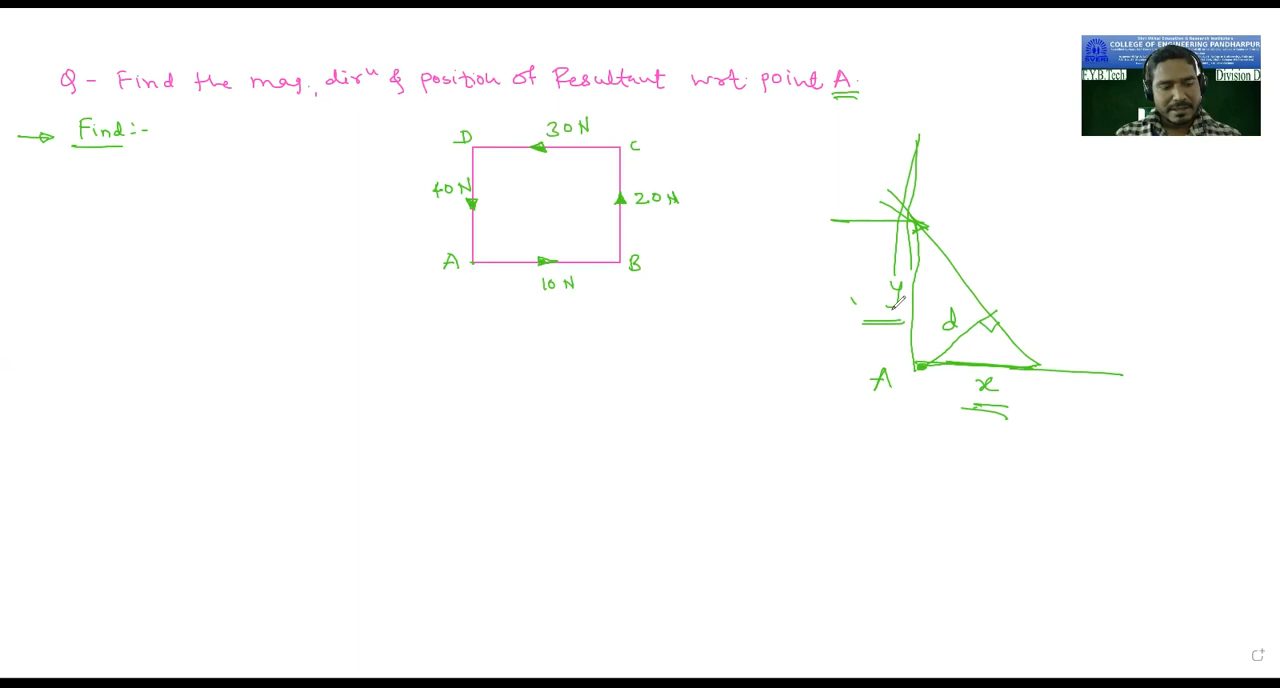 Q - Find the mag., dirⁿ & position of Resultant wrt. point A.
Find:-
D
30 N
C
40 N
20 N
A
B
10 N
y
d
A
x
COLLEGE OF ENGINEERING PANDHARPUR
F.Y.B.Tech
Division D